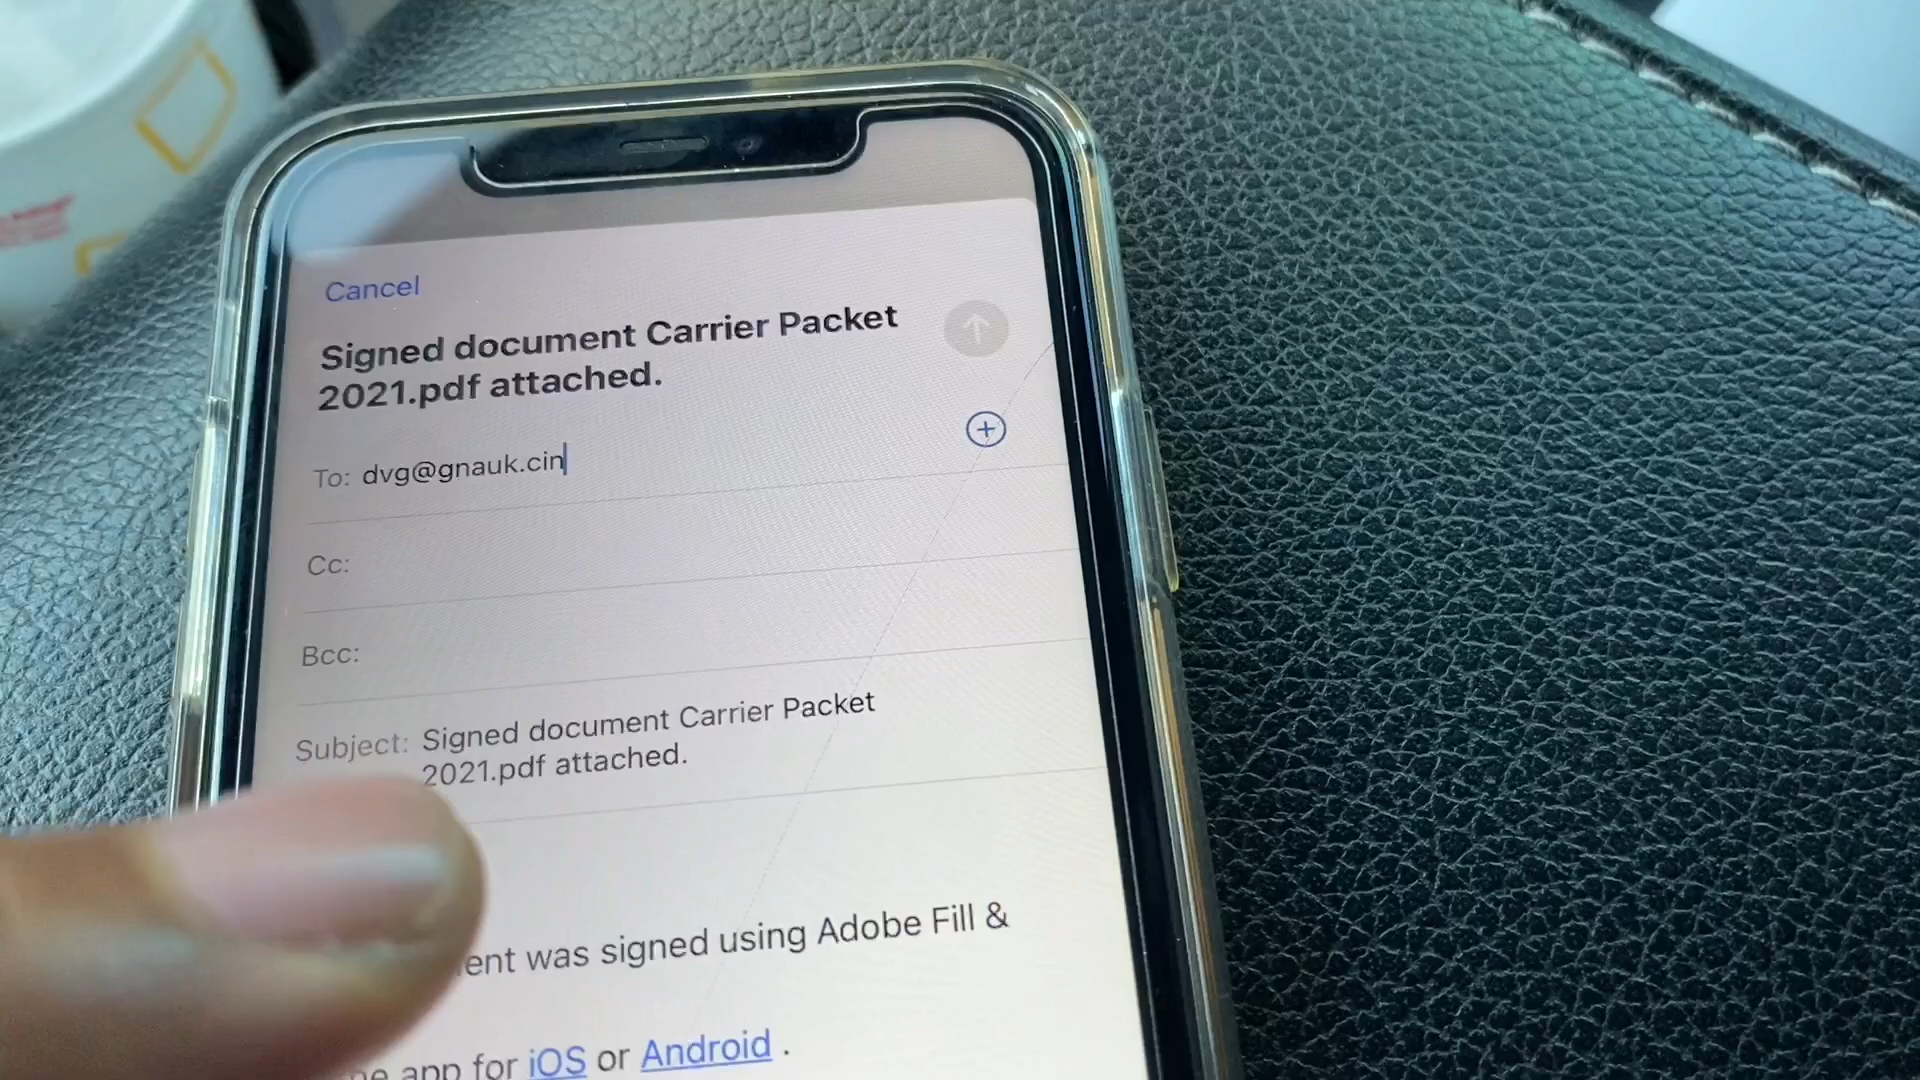 Cancel
Signed document Carrier Packet
2021.pdf attached.
To: dvg@gnauk.cin
Cc:
Bcc:
Subject: Signed document Carrier Packet
2021.pdf attached.
was signed using Adobe Fill &
app for iOS or Android .